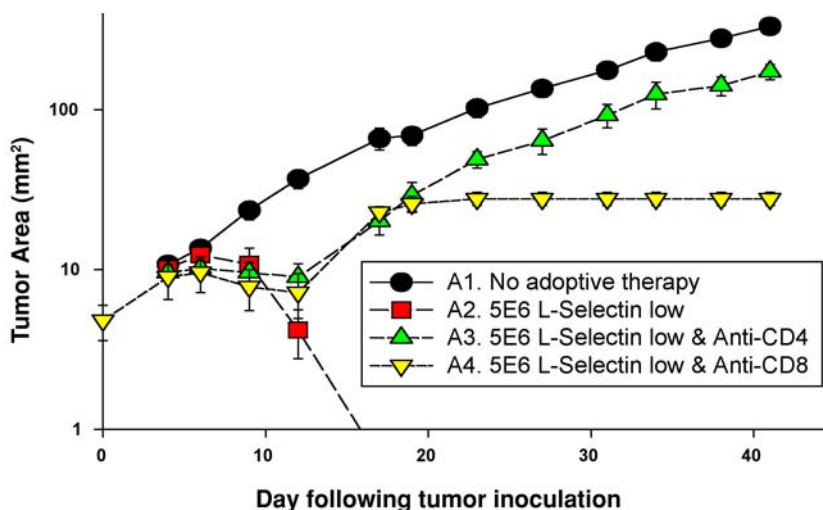 Tumor Area (mm²)
100
10
1
A1. No adoptive therapy
A2. 5E6 L-Selectin low
A3. 5E6 L-Selectin low & Anti-CD4
A4. 5E6 L-Selectin low & Anti-CD8
0 10 20 30 40
Day following tumor inoculation